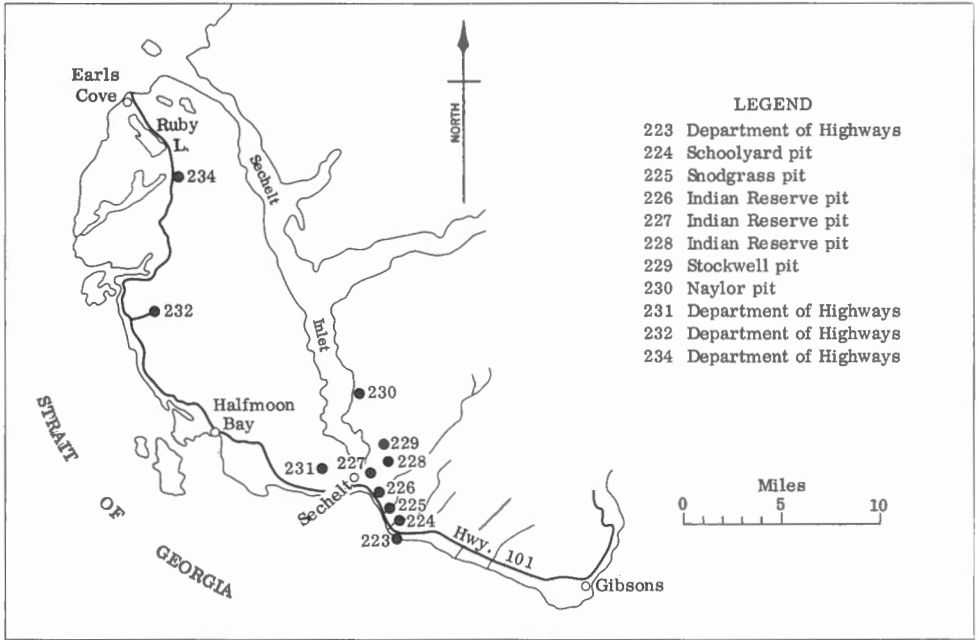 Earls
Cove
Ruby
L.
234
Sechelt
Inlet
NORTH
232
230
Halfmoon
Bay
229
228
227
231
Sechelt
226
225
224
223
Hwy. 101
Gibsons
STRAIT
OF
GEORGIA
LEGEND
223 Department of Highways
224 Schoolyard pit
225 Snodgrass pit
226 Indian Reserve pit
227 Indian Reserve pit
228 Indian Reserve pit
229 Stockwell pit
230 Naylor pit
231 Department of Highways
232 Department of Highways
234 Department of Highways
Miles
0 5 10